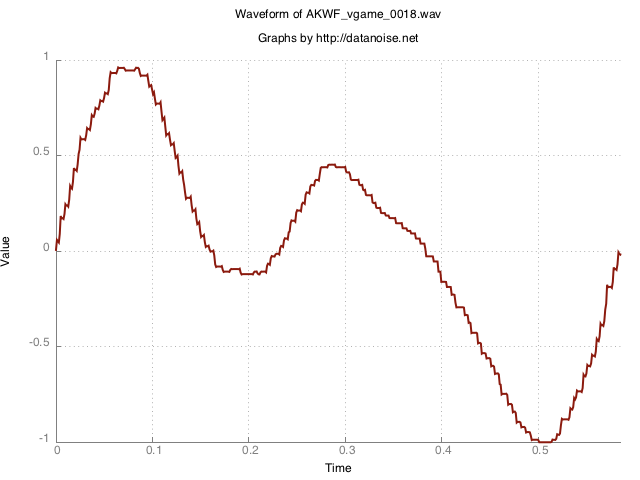 Waveform of AKWF_vgame_0018.wav
Graphs by http://datanoise.net
1
0.5
0
-0.5
-1
Value
0 0.1 0.2 0.3 0.4 0.5
Time